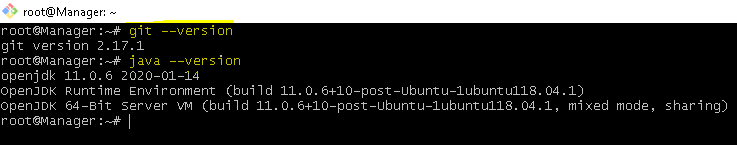 root@Manager: ~
root@Manager:~# git --version
git version 2.17.1
root@Manager:~# java --version
openjdk 11.0.6 2020-01-14
OpenJDK Runtime Environment (build 11.0.6+10-post-Ubuntu-1ubuntu118.04.1)
OpenJDK 64-Bit Server VM (build 11.0.6+10-post-Ubuntu-1ubuntu118.04.1, mixed mode, sharing)
root@Manager:~#